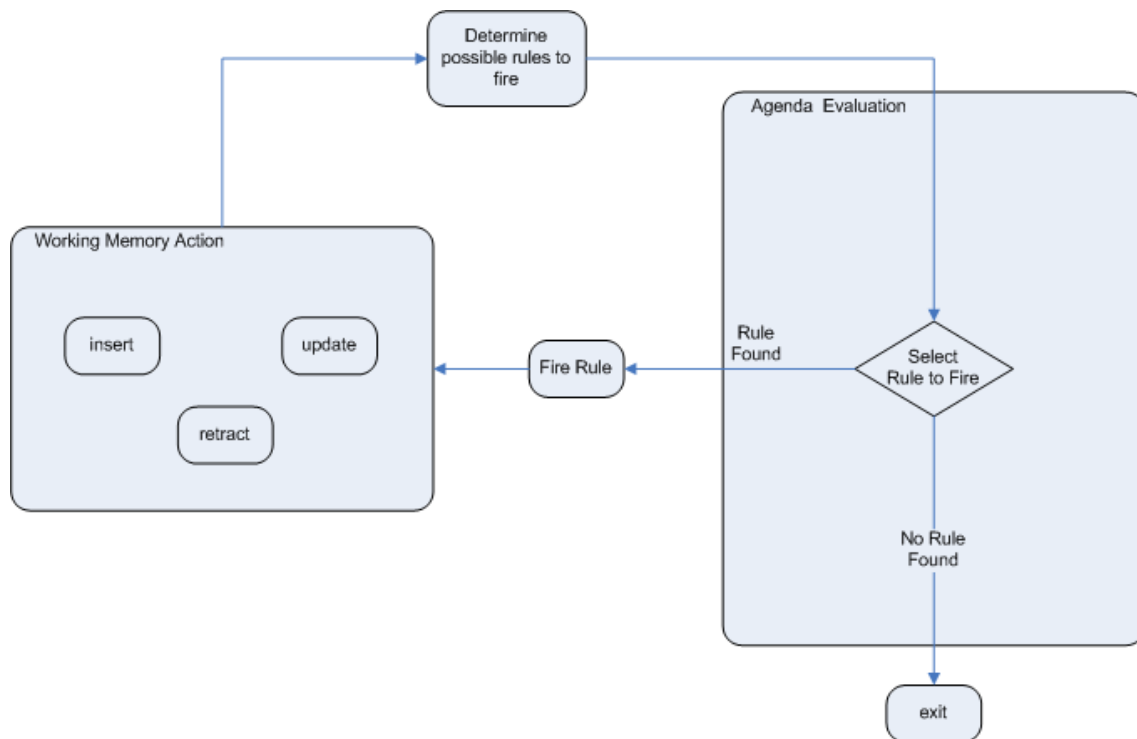 Determine
possible rules to
fire
Agenda Evaluation
Working Memory Action
insert
update
retract
Fire Rule
Rule
Found
Select
Rule to Fire
No Rule
Found
exit